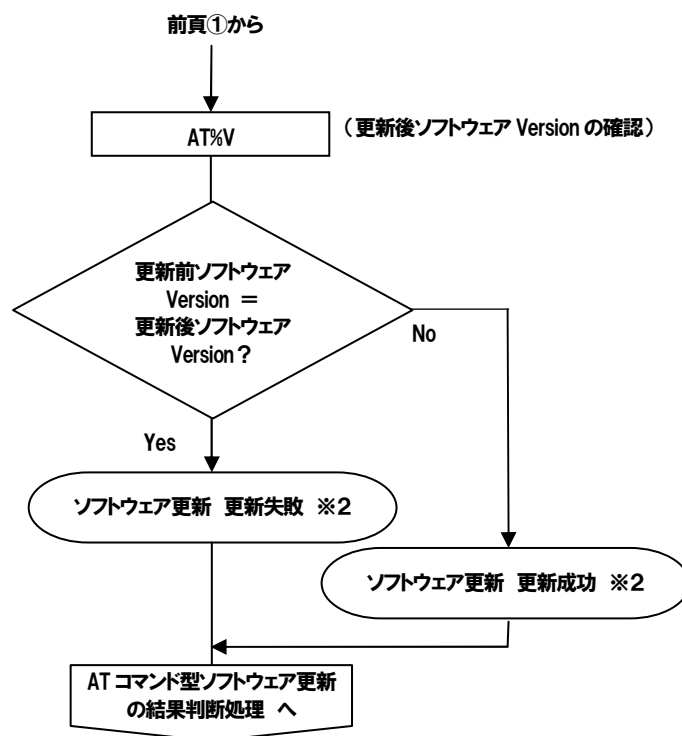 前頁①から
AT%V
（更新後ソフトウェア Version の確認）
更新前ソフトウェア
Version ＝
更新後ソフトウェア
Version？
No
Yes
ソフトウェア更新 更新失敗 ※2
ソフトウェア更新 更新成功 ※2
AT コマンド型ソフトウェア更新
の結果判断処理 へ